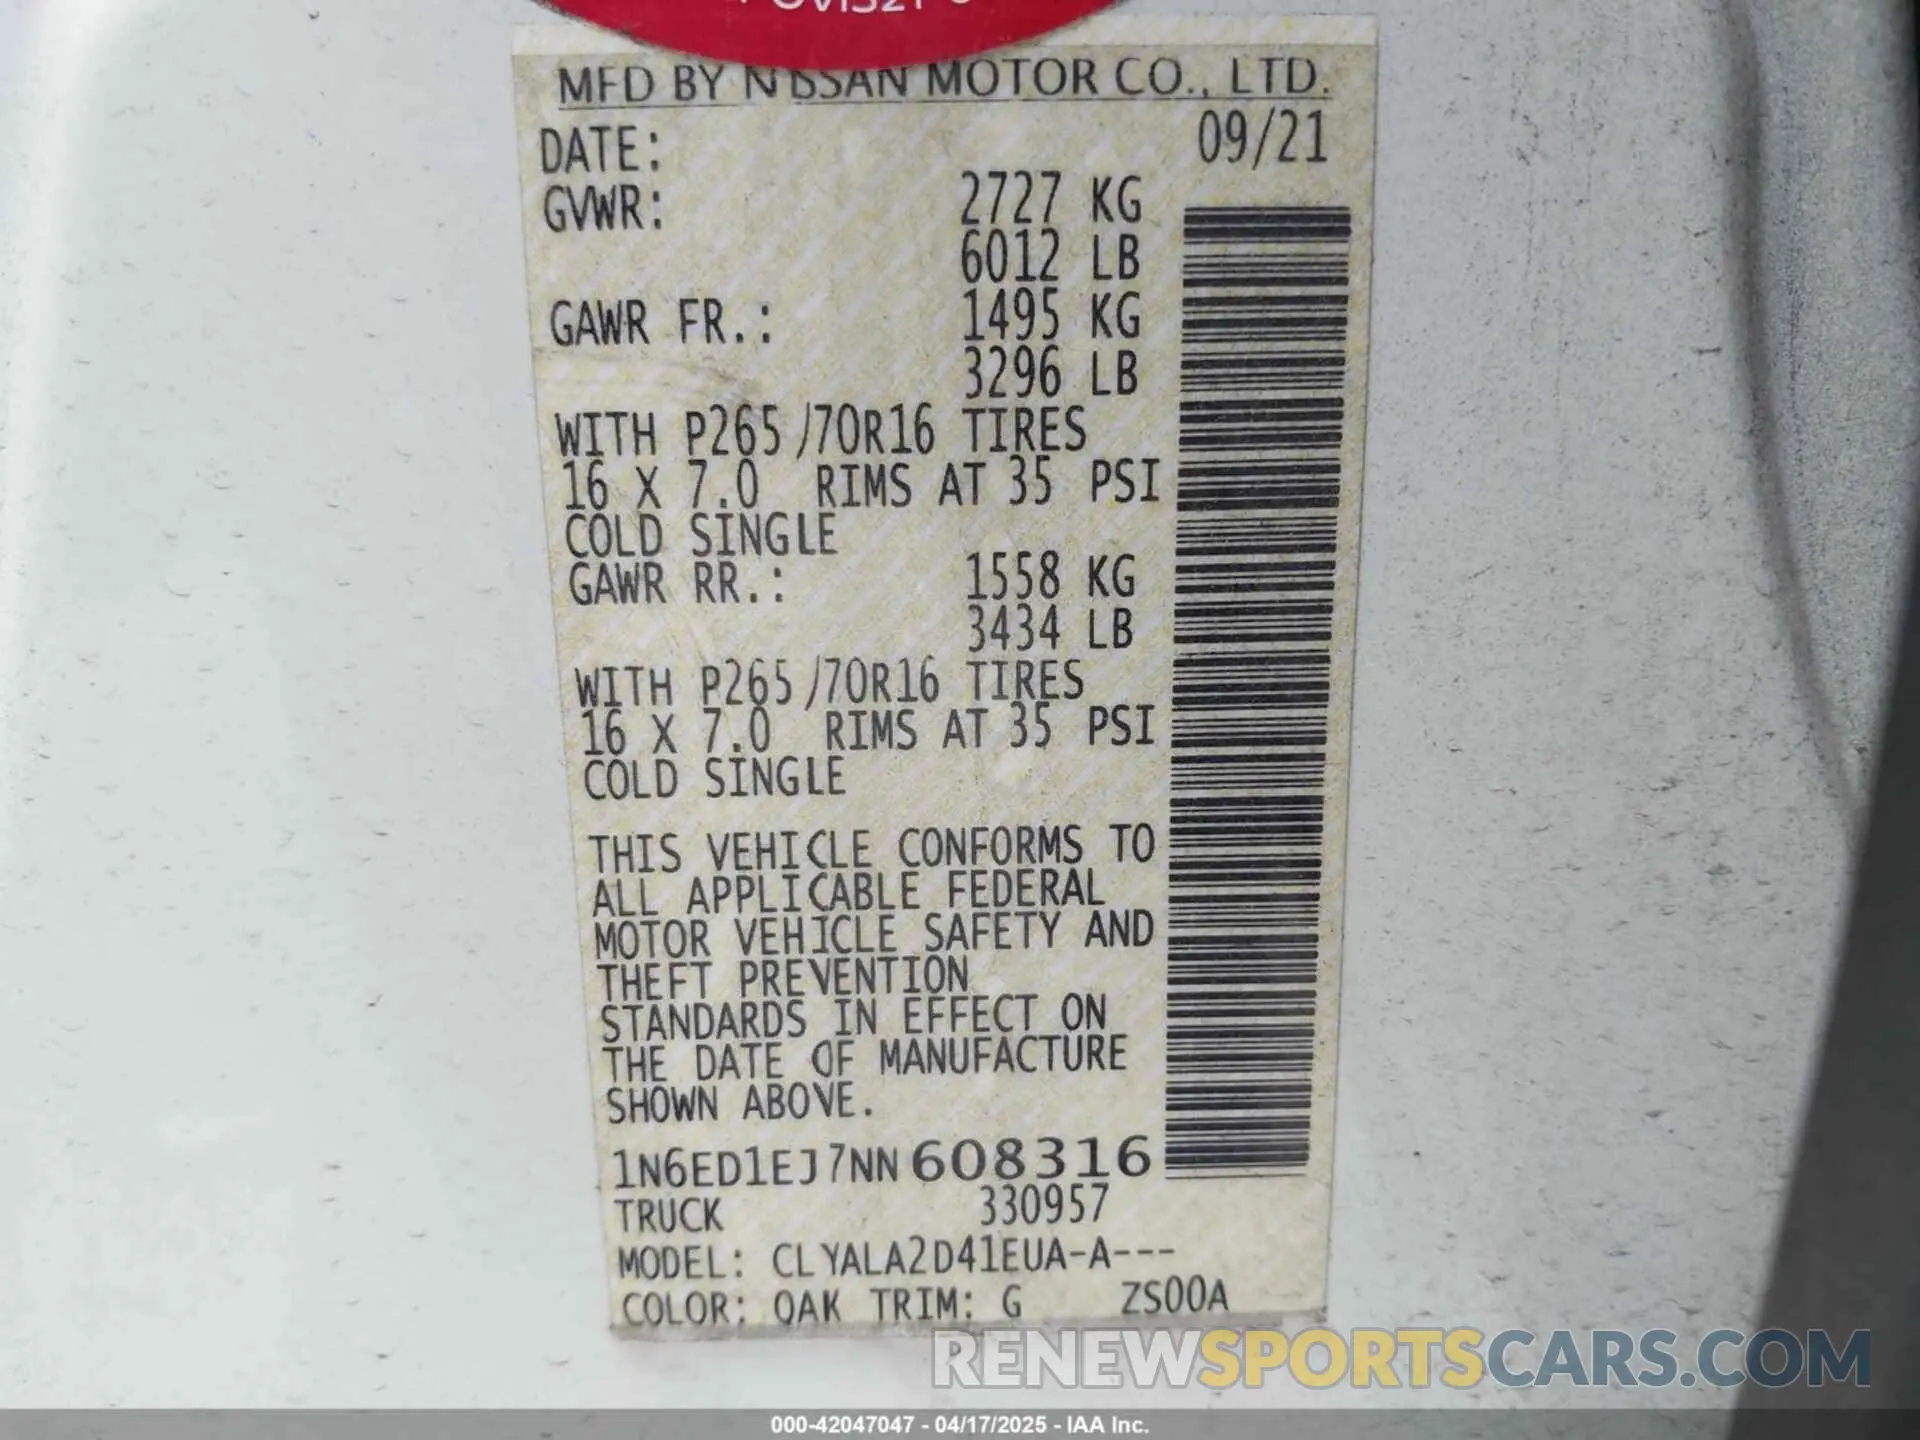 MFD BY NISSAN MOTOR CO., LTD.
DATE: 09/21
GVWR: 2727 KG
6012 LB
GAWR FR.: 1495 KG
3296 LB
WITH P265/70R16 TIRES
16 X 7.0 RIMS AT 35 PSI
COLD SINGLE
GAWR RR.: 1558 KG
3434 LB
WITH P265/70R16 TIRES
16 X 7.0 RIMS AT 35 PSI
COLD SINGLE
THIS VEHICLE CONFORMS TO
ALL APPLICABLE FEDERAL
MOTOR VEHICLE SAFETY AND
THEFT PREVENTION
STANDARDS IN EFFECT ON
THE DATE OF MANUFACTURE
SHOWN ABOVE.
1N6ED1EJ7NN608316
TRUCK 330957
MODEL: CLYALA2D41EUA-A---
COLOR: QAK TRIM: G ZS00A
RENEWSPORTSCARS.COM
000-42047047 - 04/17/2025 - IAA Inc.